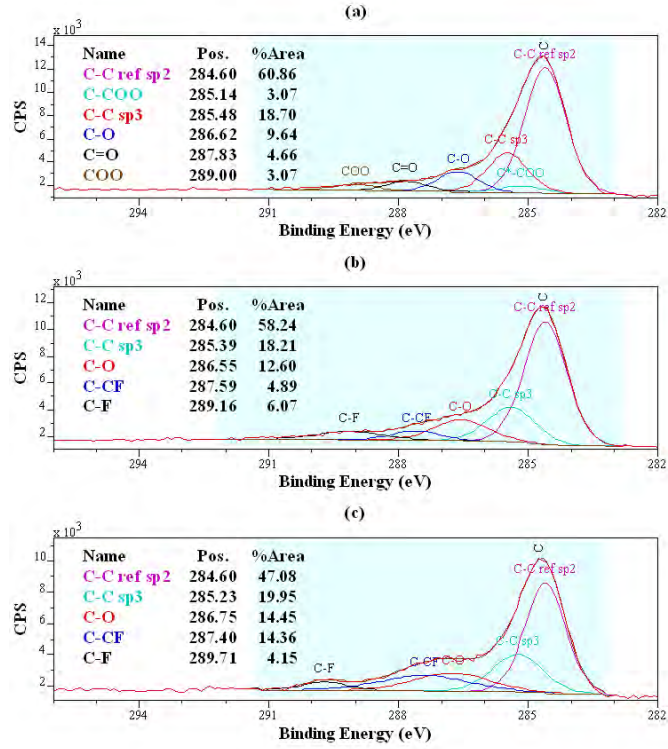 (a)
x 10³
14
12
10
8
6
4
2
CPS
Name Pos. %Area
C-C ref sp2 284.60 60.86
C-COO 285.14 3.07
C-C sp3 285.48 18.70
C-O 286.62 9.64
C=O 287.83 4.66
COO 289.00 3.07
C
C-C ref sp2
C-C sp3
C-O
C=O
COO
C*-COO
294 291 288 285 282
Binding Energy (eV)
(b)
x 10³
12
10
8
6
4
2
CPS
Name Pos. %Area
C-C ref sp2 284.60 58.24
C-C sp3 285.39 18.21
C-O 286.55 12.60
C-CF 287.59 4.89
C-F 289.16 6.07
C
C-C ref sp2
C-C sp3
C-O
C-CF
C-F
294 291 288 285 282
Binding Energy (eV)
(c)
x 10³
10
8
6
4
2
CPS
Name Pos. %Area
C-C ref sp2 284.60 47.08
C-C sp3 285.23 19.95
C-O 286.75 14.45
C-CF 287.40 14.36
C-F 289.71 4.15
C
C-C ref sp2
C-C sp3
C-O
C-CF
C-F
294 291 288 285 282
Binding Energy (eV)